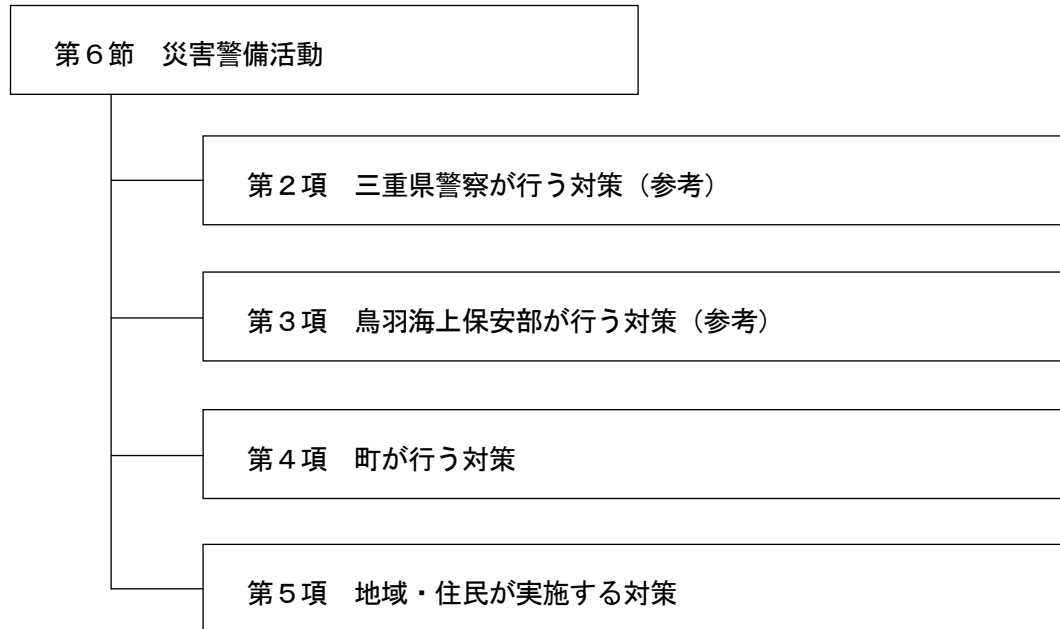 第６節　災害警備活動
第２項　三重県警察が行う対策（参考）
第３項　鳥羽海上保安部が行う対策（参考）
第４項　町が行う対策
第５項　地域・住民が実施する対策